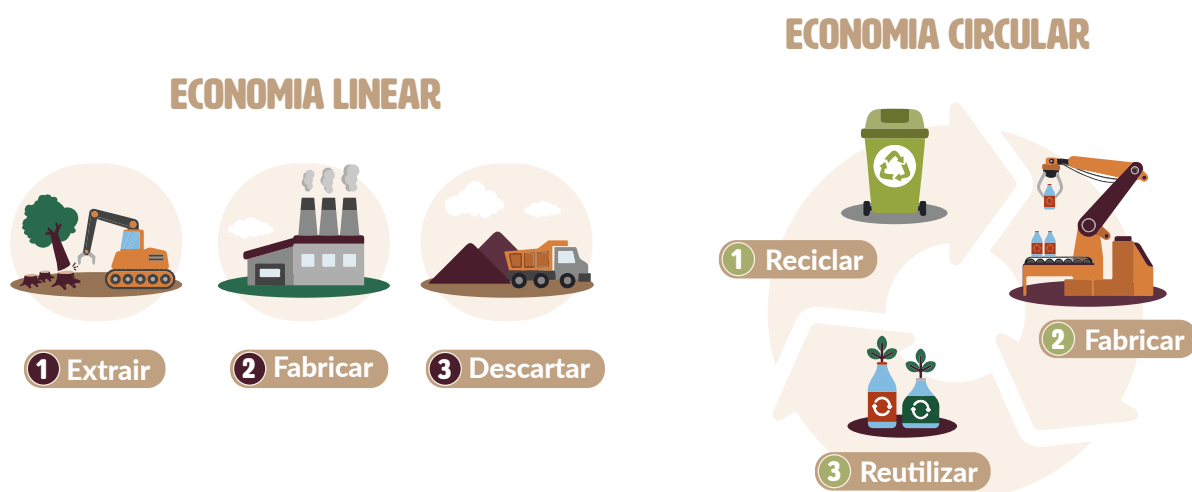 ECONOMIA LINEAR
1 Extrair
2 Fabricar
3 Descartar
ECONOMIA CIRCULAR
1 Reciclar
2 Fabricar
3 Reutilizar